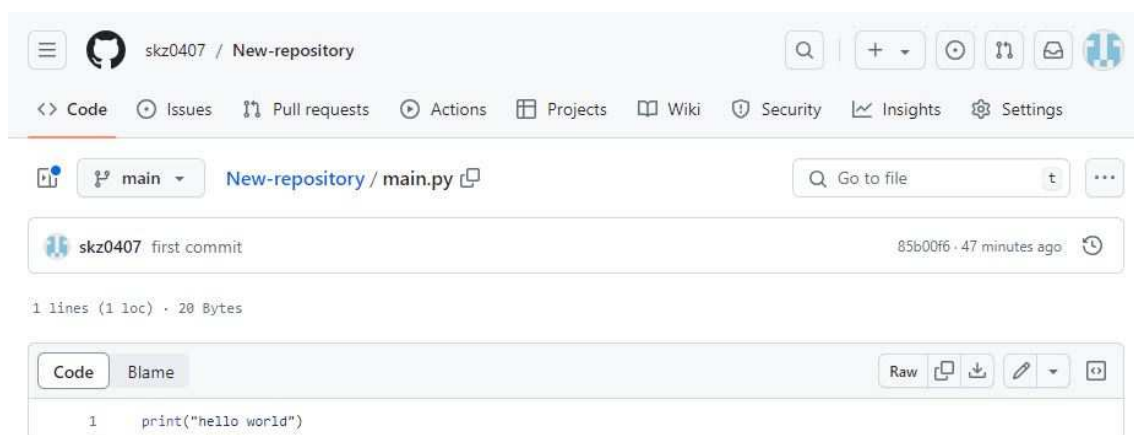 skz0407 / New-repository
<> Code Issues Pull requests Actions Projects Wiki Security Insights Settings
main New-repository / main.py Go to file t
skz0407 first commit 85b00f6 · 47 minutes ago
1 lines (1 loc) · 20 Bytes
Code Blame Raw
1 print("hello world")